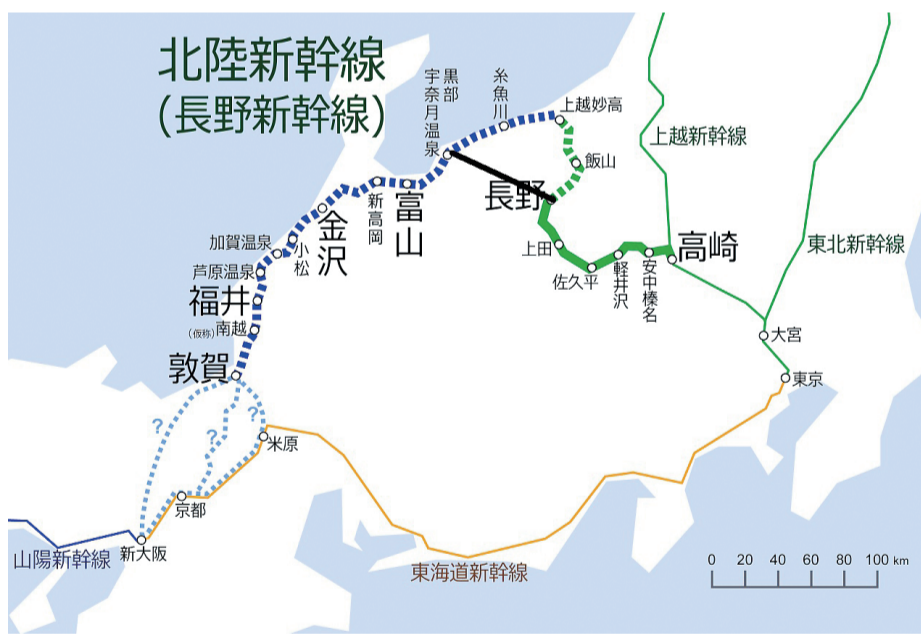 北陸新幹線
(長野新幹線)
黒部
宇奈月温泉
糸魚川
上越妙高
飯山
長野
上越新幹線
東北新幹線
新高岡
富山
金沢
小松
加賀温泉
芦原温泉
福井
(仮称)南越
敦賀
上田
佐久平
軽井沢
安中榛名
高崎
大宮
東京
?
?
?
米原
京都
新大阪
山陽新幹線
東海道新幹線
0 20 40 60 80 100 km